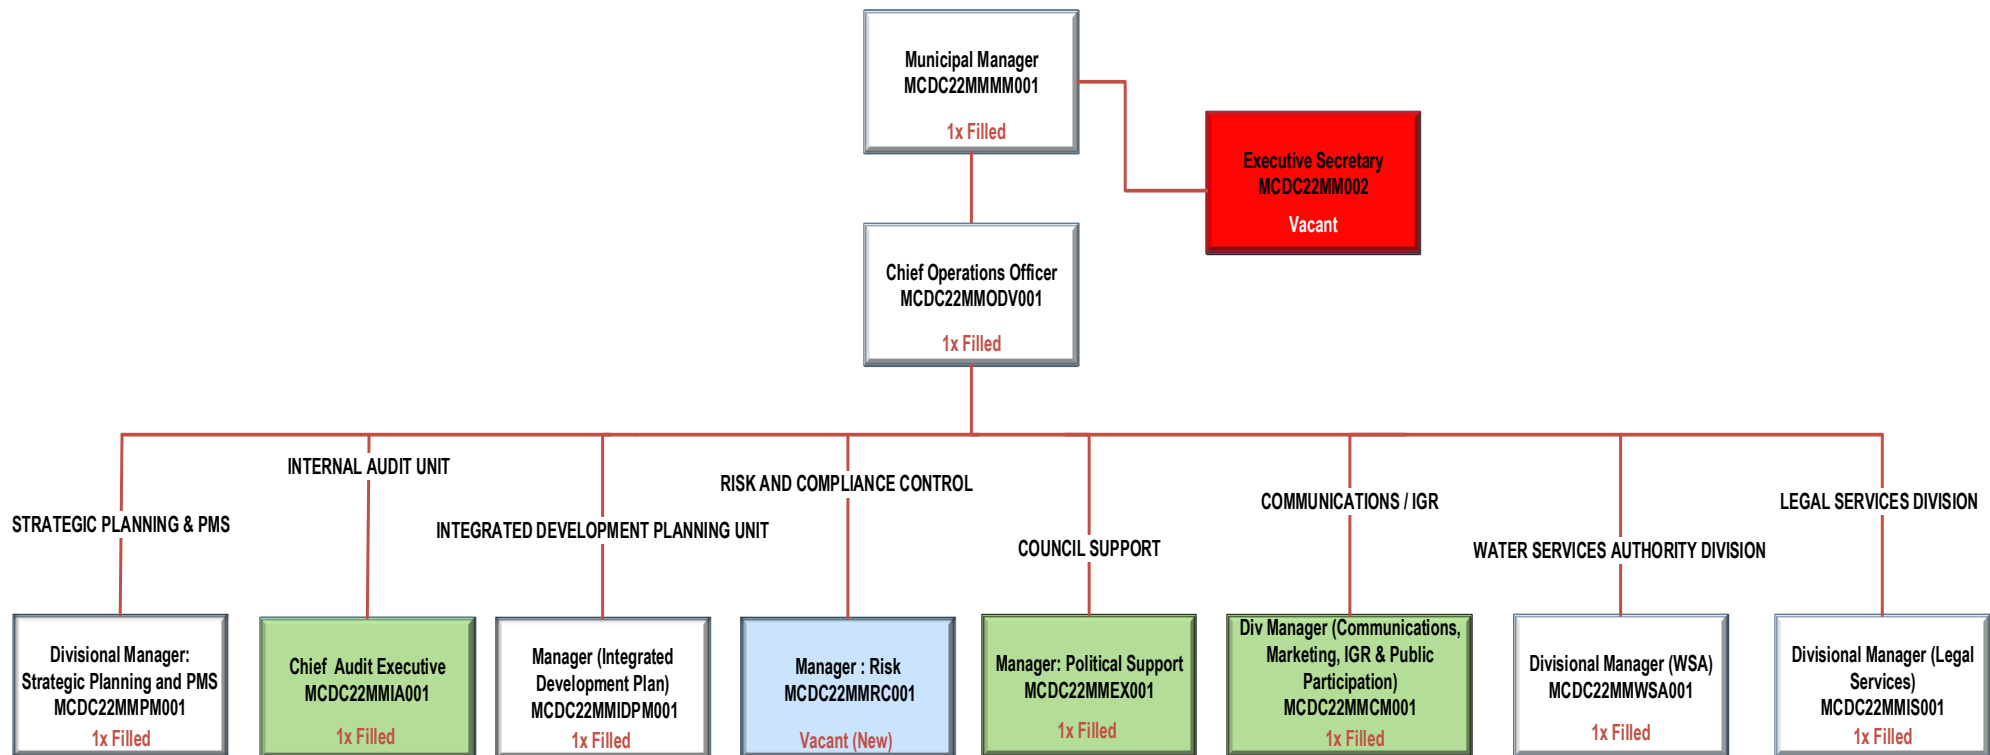 Municipal Manager
MCDC22MMMM001
1x Filled
Executive Secretary
MCDC22MM002
Vacant
Chief Operations Officer
MCDC22MMODV001
1x Filled
STRATEGIC PLANNING & PMS
INTERNAL AUDIT UNIT
INTEGRATED DEVELOPMENT PLANNING UNIT
RISK AND COMPLIANCE CONTROL
COUNCIL SUPPORT
COMMUNICATIONS / IGR
WATER SERVICES AUTHORITY DIVISION
LEGAL SERVICES DIVISION
Divisional Manager:
Strategic Planning and PMS
MCDC22MMPM001
1x Filled
Chief Audit Executive
MCDC22MMIA001
1x Filled
Manager (Integrated
Development Plan)
MCDC22MMIDPM001
1x Filled
Manager : Risk
MCDC22MMRC001
Vacant (New)
Manager: Political Support
MCDC22MMEX001
1x Filled
Div Manager (Communications,
Marketing, IGR & Public
Participation)
MCDC22MMCM001
1x Filled
Divisional Manager (WSA)
MCDC22MMWSA001
1x Filled
Divisional Manager (Legal
Services)
MCDC22MMIS001
1x Filled